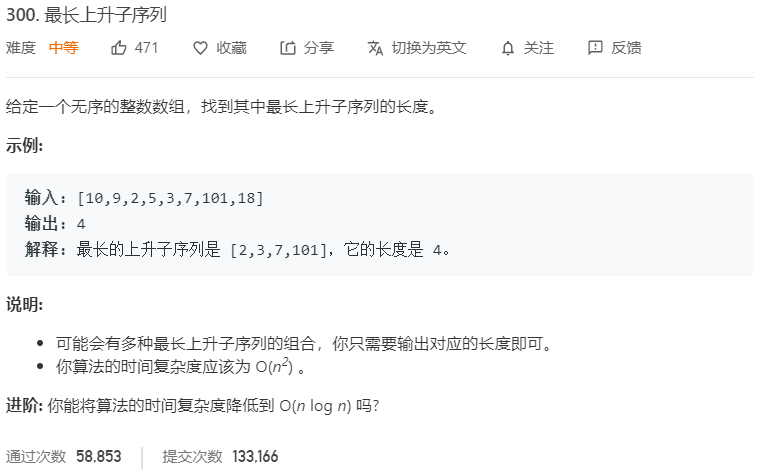 300. 最长上升子序列
难度 中等 471 收藏 分享 切换为英文 关注 反馈
给定一个无序的整数数组，找到其中最长上升子序列的长度。
示例:
输入: [10,9,2,5,3,7,101,18]
输出: 4
解释: 最长的上升子序列是 [2,3,7,101]，它的长度是 4。
说明:
• 可能会有多种最长上升子序列的组合，你只需要输出对应的长度即可。
• 你算法的时间复杂度应该为 O(n²) 。
进阶: 你能将算法的时间复杂度降低到 O(n log n) 吗?
通过次数 58,853 提交次数 133,166